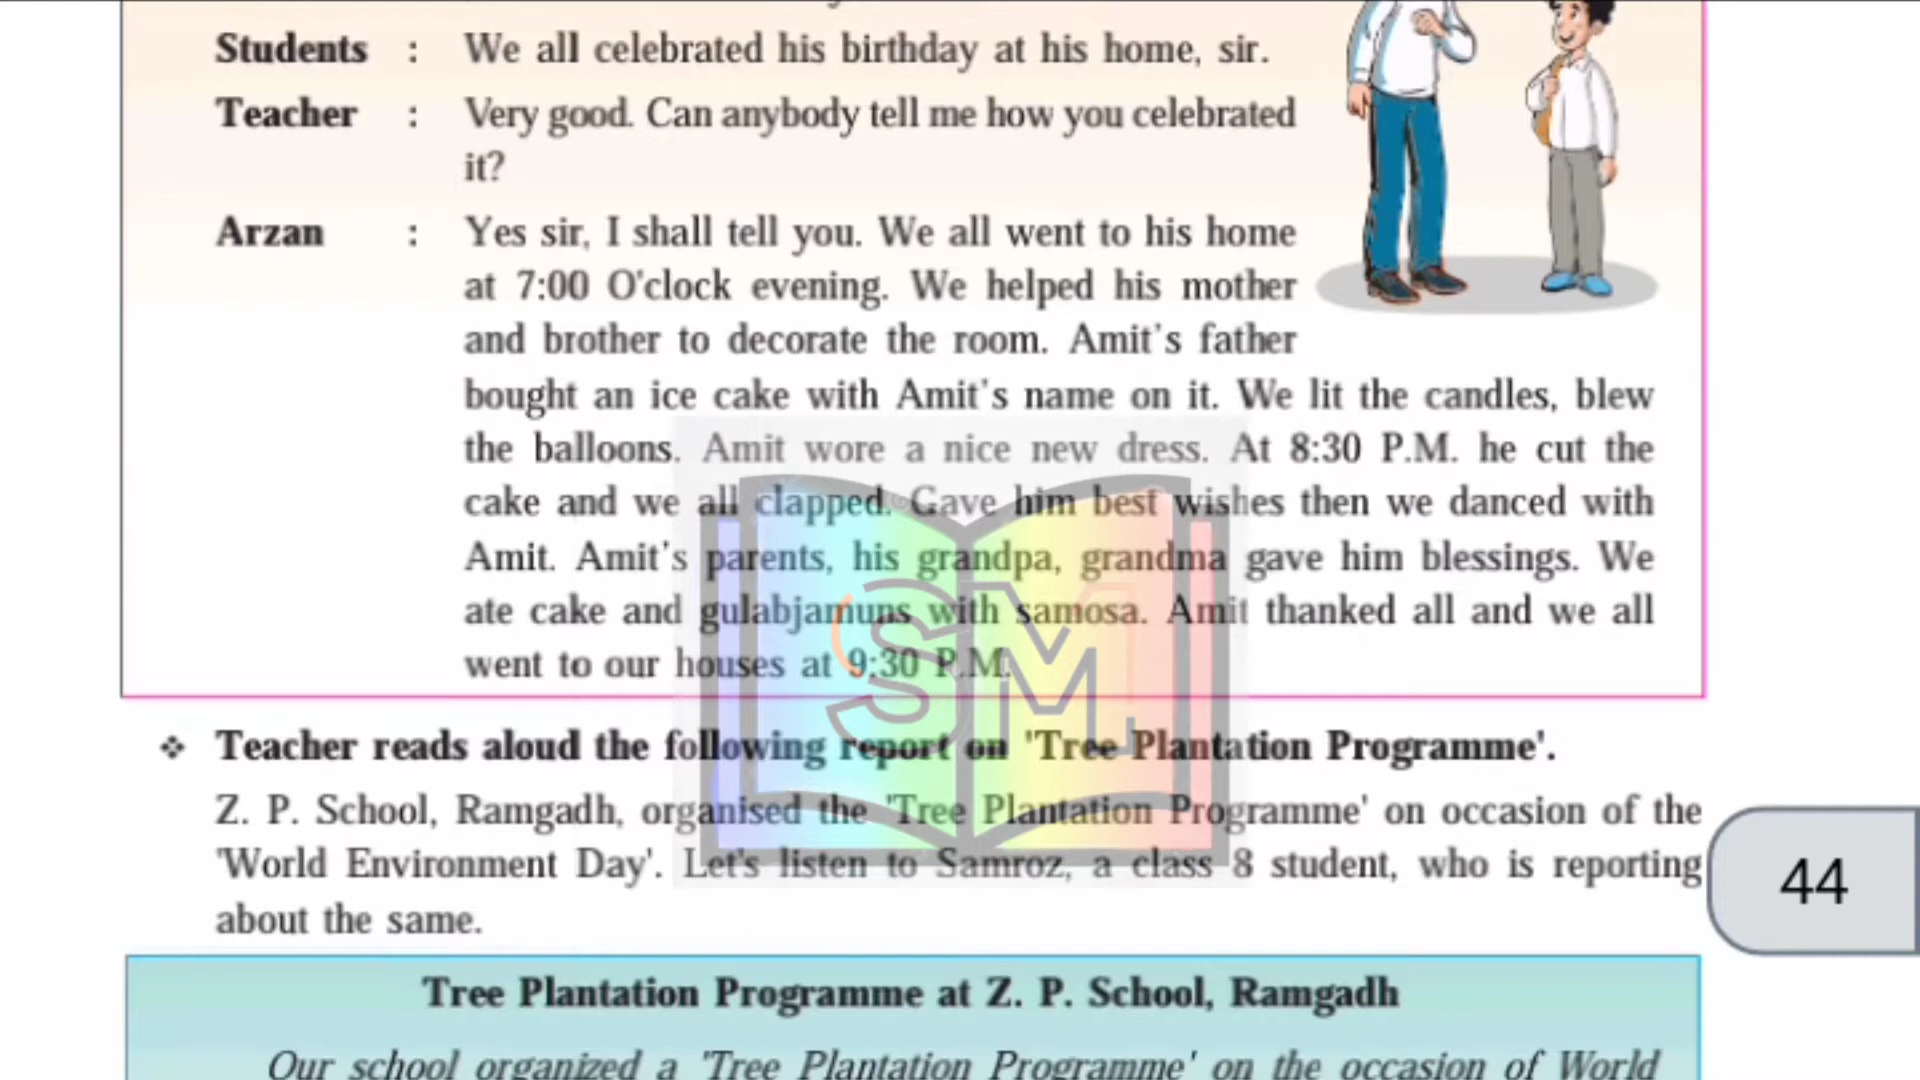 Students : We all celebrated his birthday at his home, sir.
Teacher : Very good. Can anybody tell me how you celebrated
it?
Arzan : Yes sir, I shall tell you. We all went to his home
at 7:00 O'clock evening. We helped his mother
and brother to decorate the room. Amit's father
bought an ice cake with Amit's name on it. We lit the candles, blew
the balloons. Amit wore a nice new dress. At 8:30 P.M. he cut the
cake and we all clapped. Gave him best wishes then we danced with
Amit. Amit's parents, his grandpa, grandma gave him blessings. We
ate cake and gulabjamuns with samosa. Amit thanked all and we all
went to our houses at 9:30 P.M.
SM
❖ Teacher reads aloud the following report on 'Tree Plantation Programme'.
Z. P. School, Ramgadh, organised the 'Tree Plantation Programme' on occasion of the
'World Environment Day'. Let's listen to Samroz, a class 8 student, who is reporting
about the same.
44
Tree Plantation Programme at Z. P. School, Ramgadh
Our school organized a 'Tree Plantation Programme' on the occasion of World